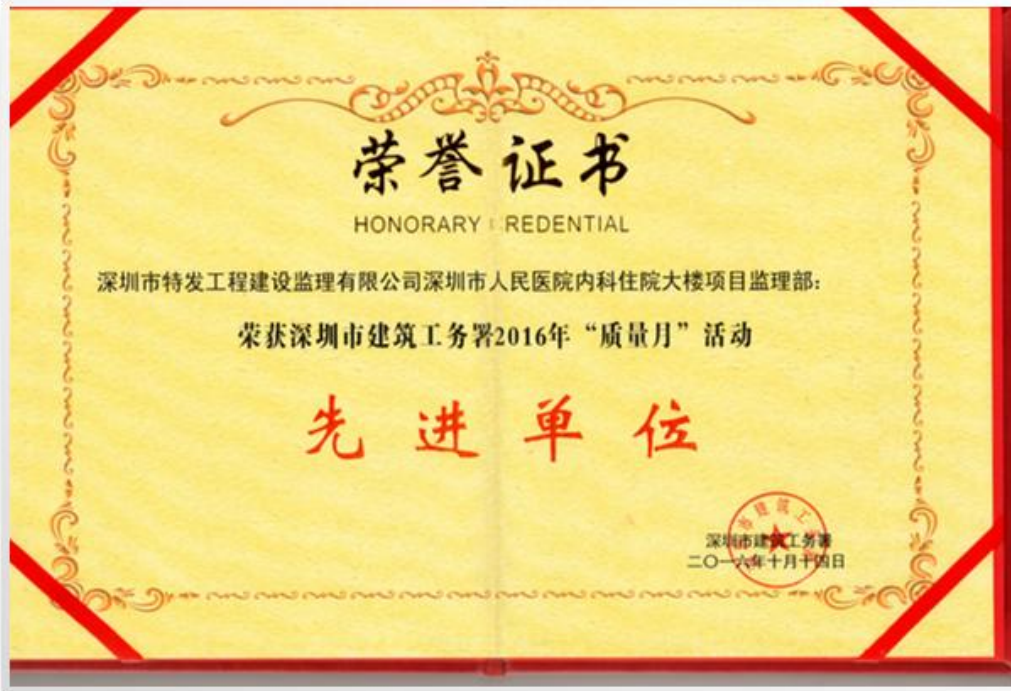 荣誉证书
HONORARY CREDENTIAL
深圳市特发工程建设监理有限公司深圳市人民医院内科住院大楼项目监理部：
荣获深圳市建筑工务署2016年“质量月”活动
先进单位
深圳市建筑工务署
二〇一六年十月十四日